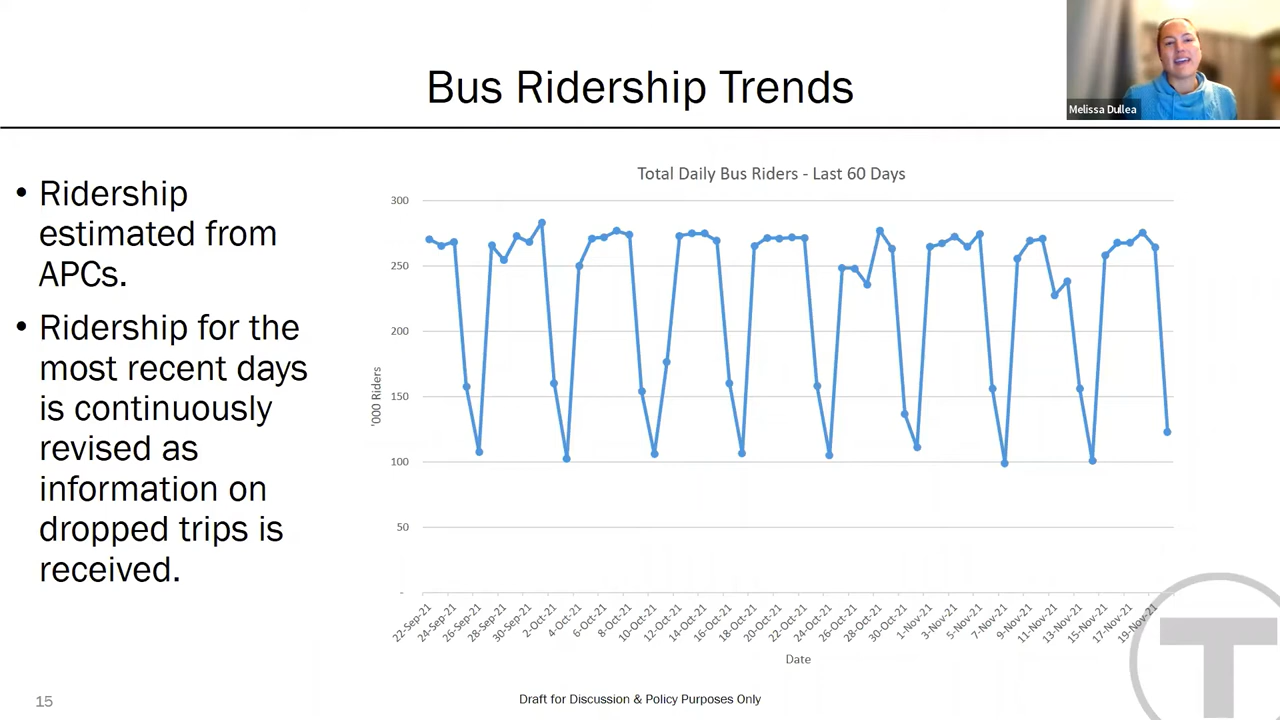 Bus Ridership Trends
Melissa Dullea
• Ridership
estimated from
APCs.
• Ridership for the
most recent days
is continuously
revised as
information on
dropped trips is
received.
Total Daily Bus Riders - Last 60 Days
300
250
200
150
100
50
-
'000 Riders
22-Sep-21
24-Sep-21
26-Sep-21
28-Sep-21
30-Sep-21
2-Oct-21
4-Oct-21
6-Oct-21
8-Oct-21
10-Oct-21
12-Oct-21
14-Oct-21
16-Oct-21
18-Oct-21
20-Oct-21
22-Oct-21
24-Oct-21
26-Oct-21
28-Oct-21
30-Oct-21
1-Nov-21
3-Nov-21
5-Nov-21
7-Nov-21
9-Nov-21
11-Nov-21
13-Nov-21
15-Nov-21
17-Nov-21
19-Nov-21
Date
T
15
Draft for Discussion & Policy Purposes Only